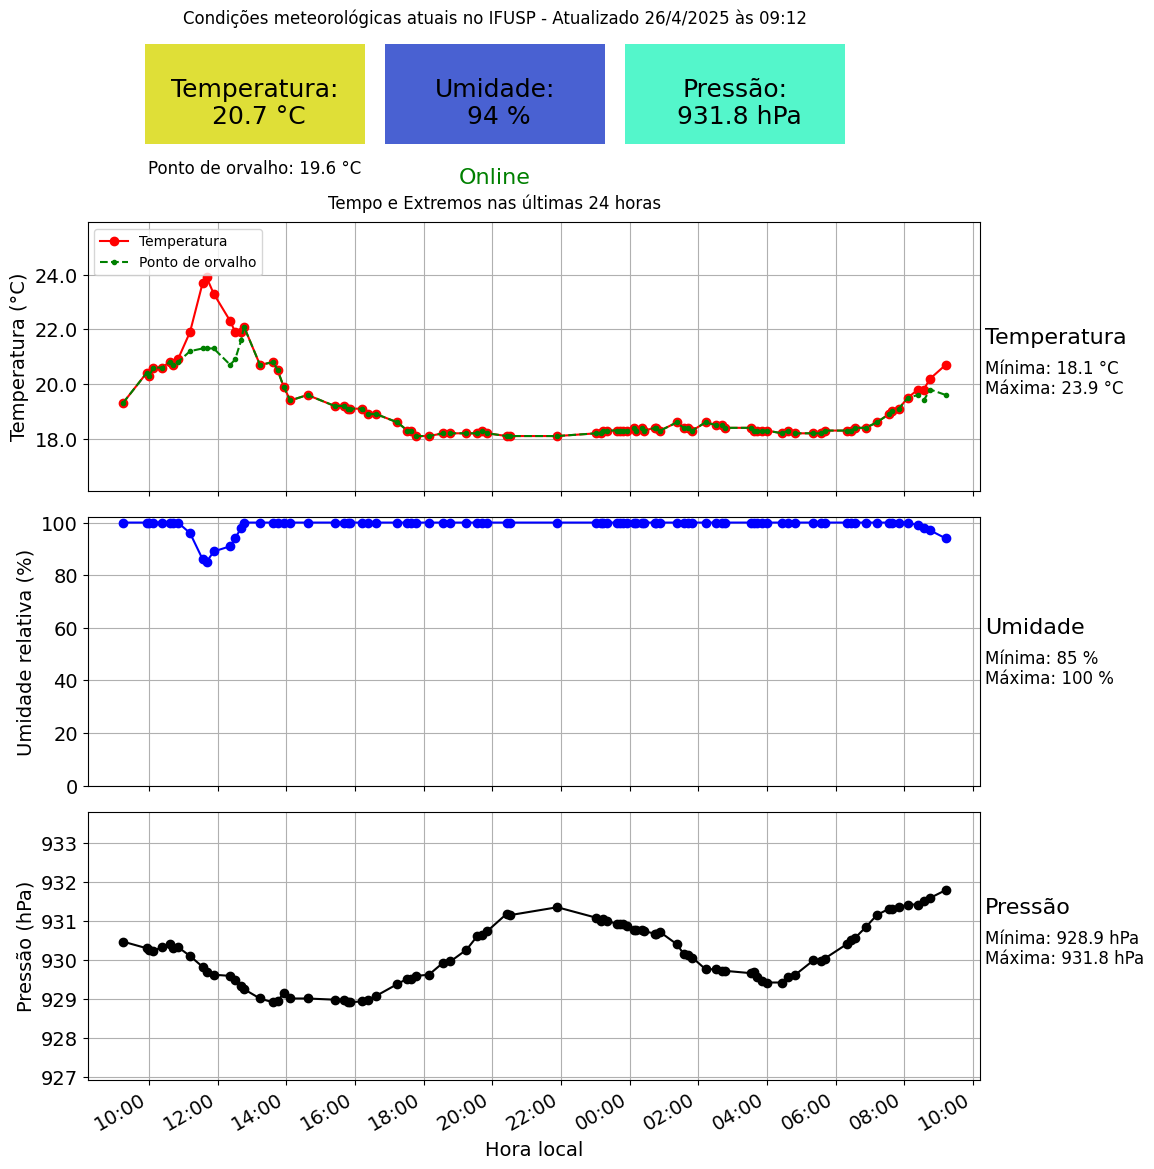 Condições meteorológicas atuais no IFUSP - Atualizado 26/4/2025 às 09:12
Temperatura:
20.7 °C
Umidade:
94 %
Pressão:
931.8 hPa
Ponto de orvalho: 19.6 °C
Online
Tempo e Extremos nas últimas 24 horas
Temperatura
Ponto de orvalho
Temperatura (°C)
24.0
22.0
20.0
18.0
Temperatura
Mínima: 18.1 °C
Máxima: 23.9 °C
Umidade relativa (%)
100
80
60
40
20
0
Umidade
Mínima: 85 %
Máxima: 100 %
Pressão (hPa)
933
932
931
930
929
928
927
Pressão
Mínima: 928.9 hPa
Máxima: 931.8 hPa
10:00
12:00
14:00
16:00
18:00
20:00
22:00
00:00
02:00
04:00
06:00
08:00
10:00
Hora local